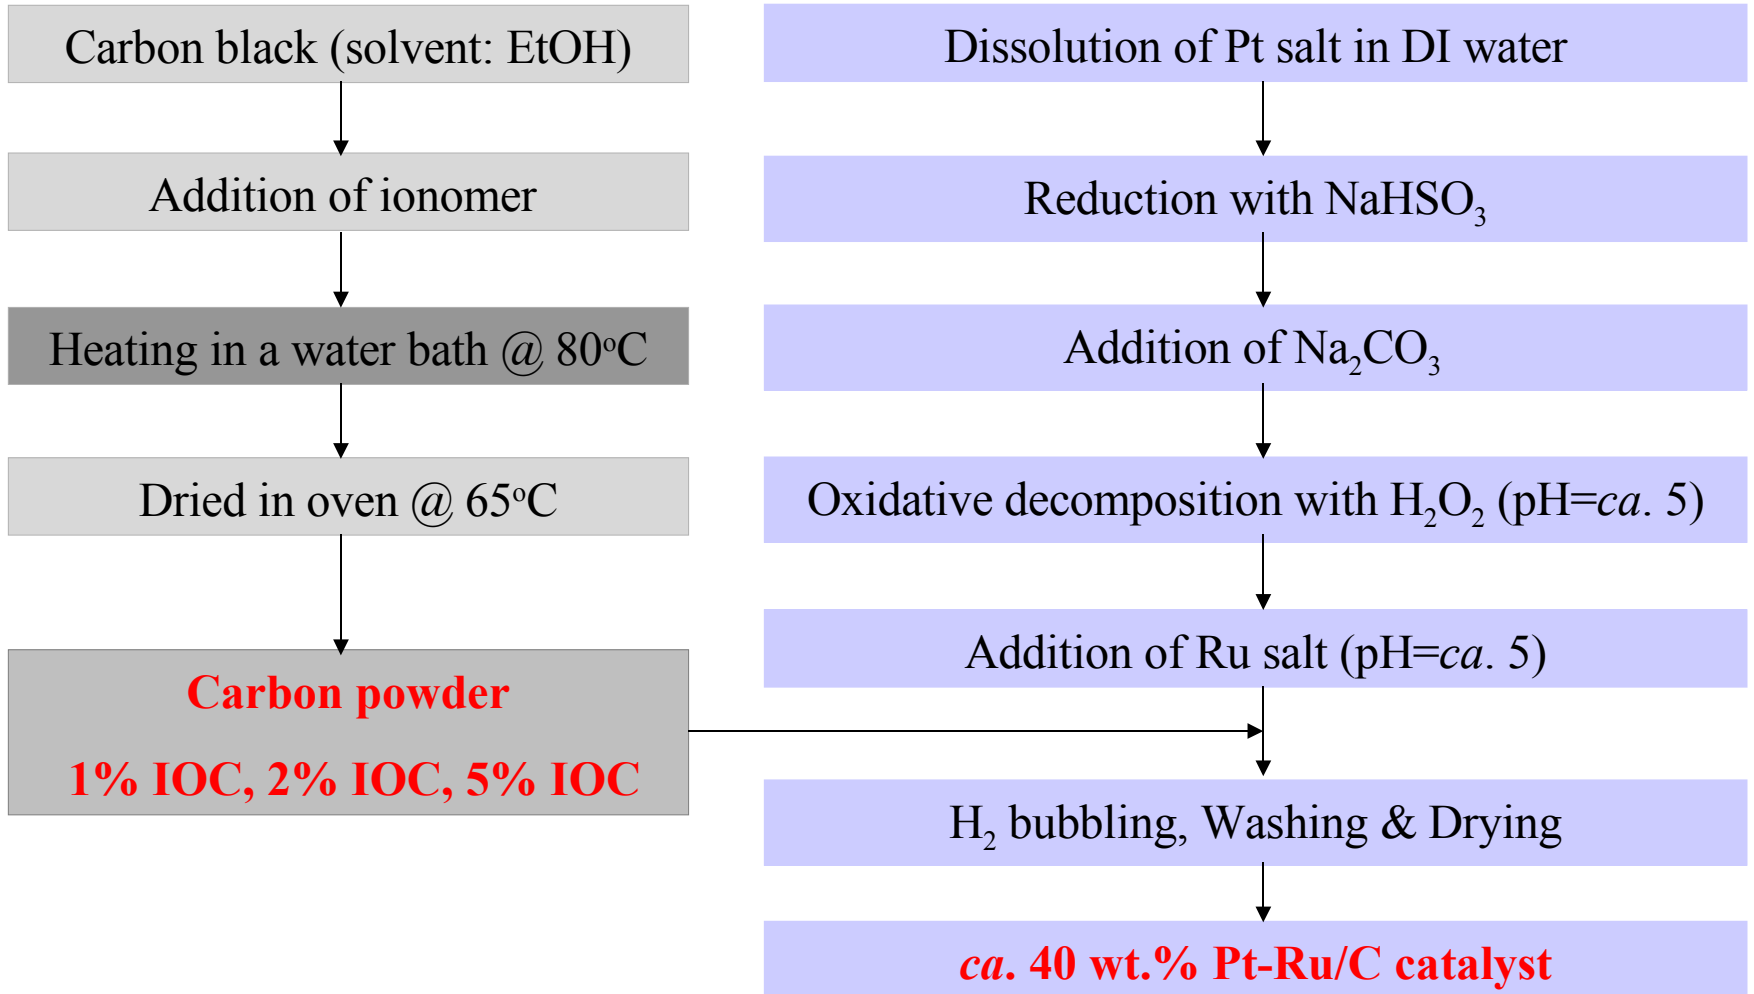 Carbon black (solvent: EtOH)
Addition of ionomer
Heating in a water bath @ 80°C
Dried in oven @ 65°C
Carbon powder
1% IOC, 2% IOC, 5% IOC
Dissolution of Pt salt in DI water
Reduction with NaHSO₃
Addition of Na₂CO₃
Oxidative decomposition with H₂O₂ (pH=ca. 5)
Addition of Ru salt (pH=ca. 5)
H₂ bubbling, Washing & Drying
ca. 40 wt.% Pt-Ru/C catalyst